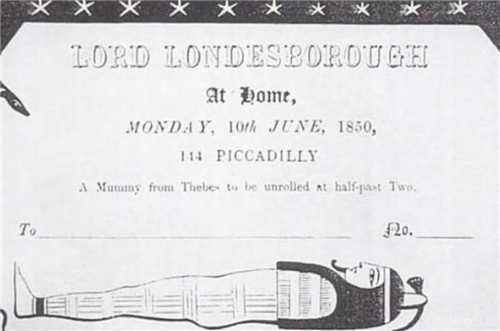 LORD LONDESBOROUGH
At Home,
MONDAY, 10th JUNE, 1850,
144 PICCADILLY
A Mummy from Thebes to be unrolled at half-past Two.
To No.